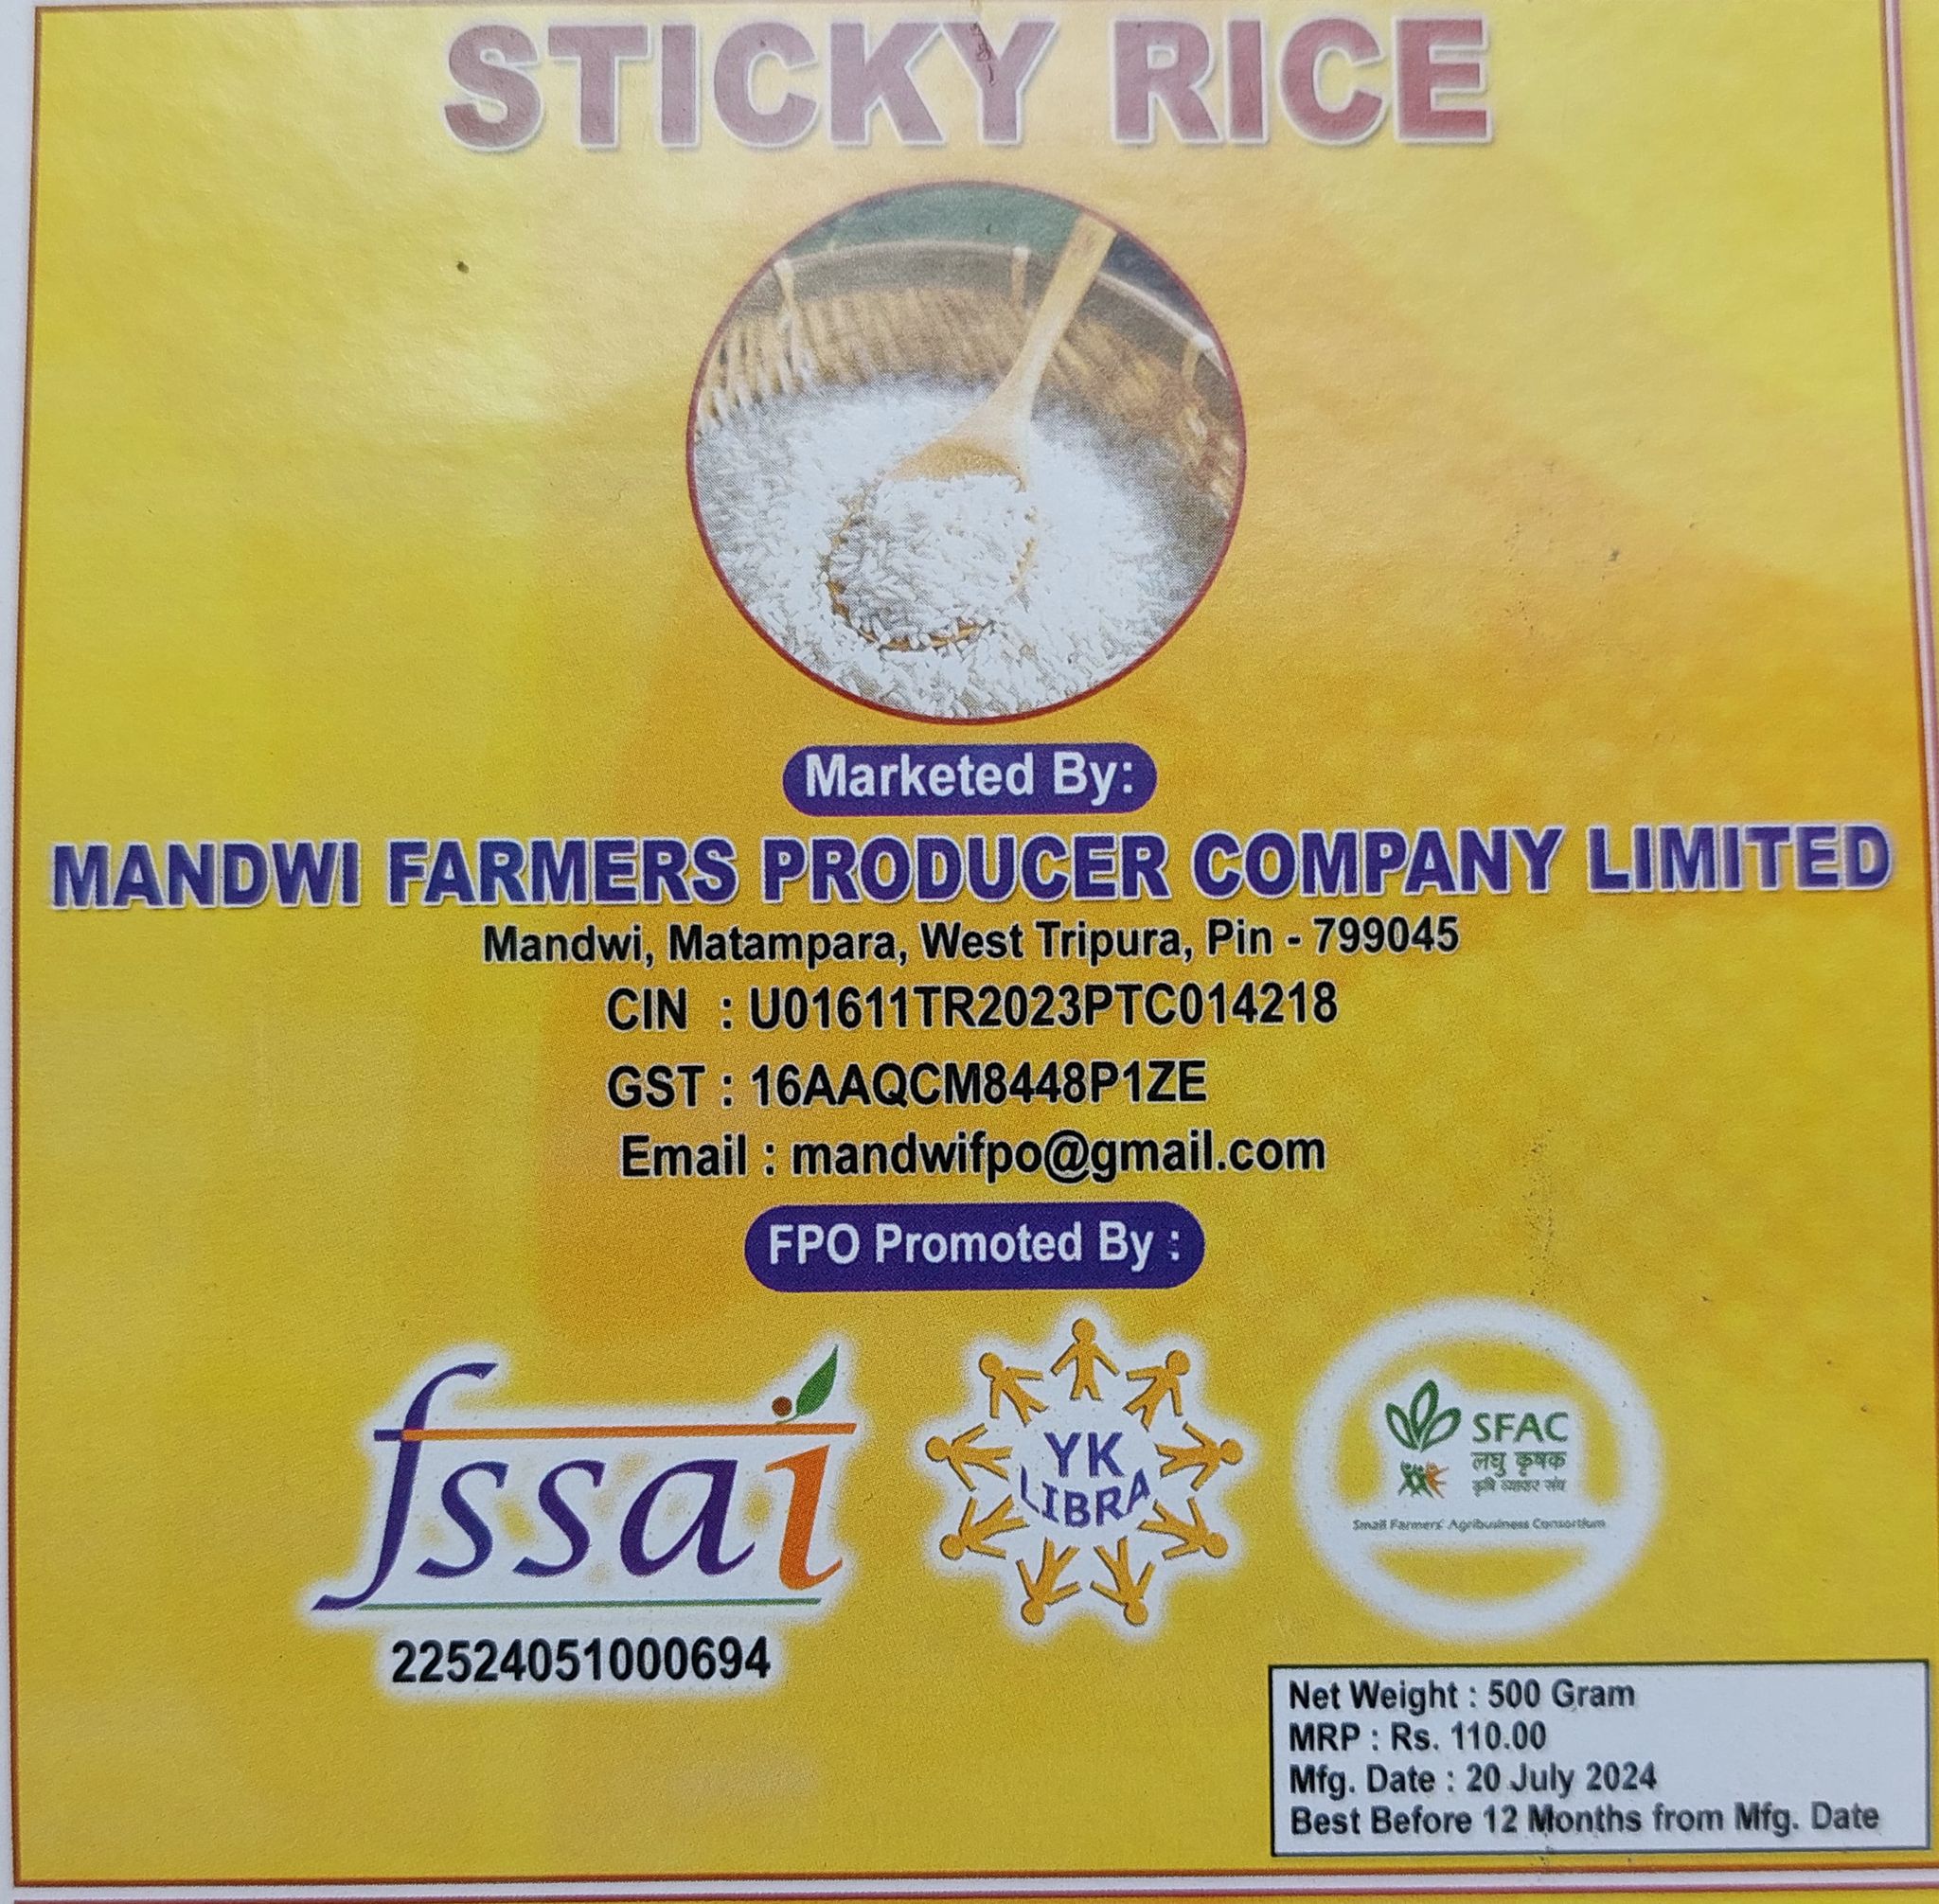 STICKY RICE
Marketed By:
MANDWI FARMERS PRODUCER COMPANY LIMITED
Mandwi, Matampara, West Tripura, Pin - 799045
CIN : U01611TR2023PTC014218
GST : 16AAQCM8448P1ZE
Email : mandwifpo@gmail.com
FPO Promoted By :
fssai
22524051000694
YK
LIBRA
SFAC
लघु कृषक
कृषि व्यापार संघ
Small Farmers' Agribusiness Consortium
Net Weight : 500 Gram
MRP : Rs. 110.00
Mfg. Date : 20 July 2024
Best Before 12 Months from Mfg. Date